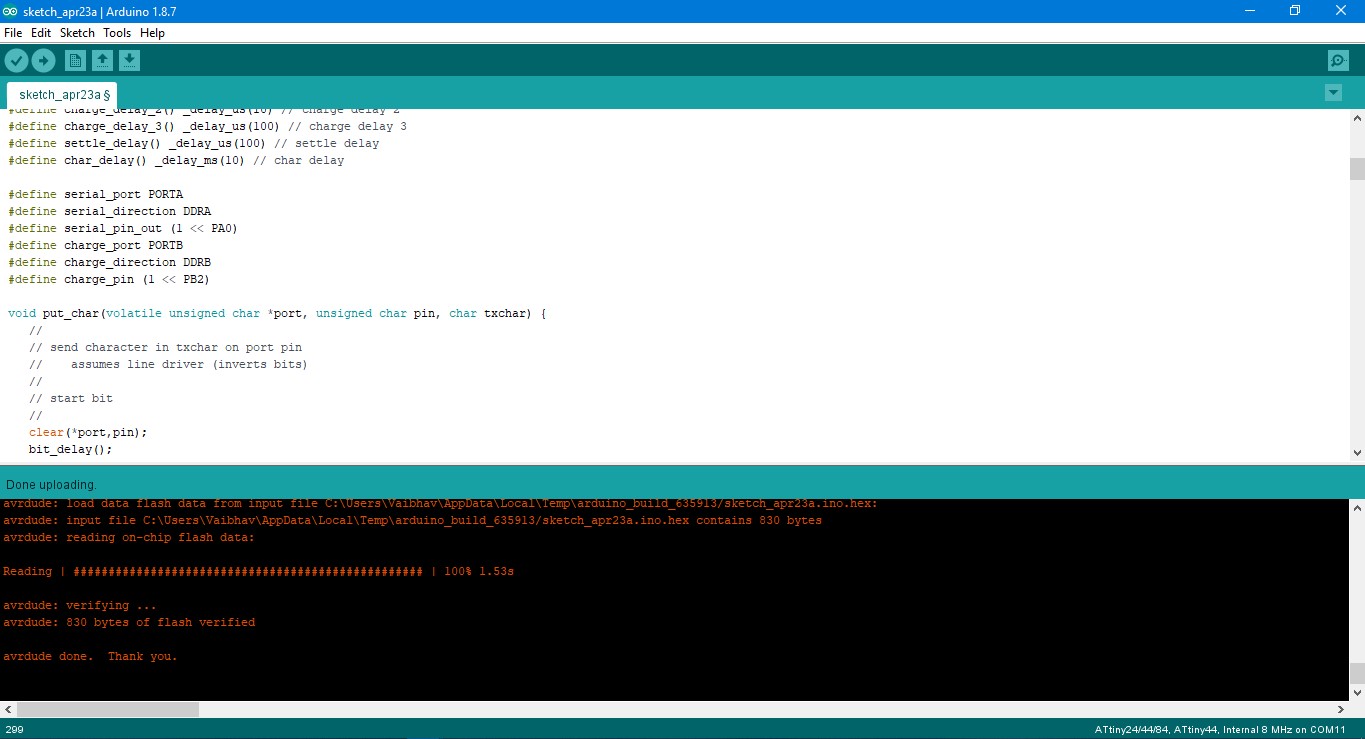 sketch_apr23a | Arduino 1.8.7
File Edit Sketch Tools Help
sketch_apr23a §
#define charge_delay_2() _delay_us(10) // charge delay 2
#define charge_delay_3() _delay_us(100) // charge delay 3
#define settle_delay() _delay_us(100) // settle delay
#define char_delay() _delay_ms(10) // char delay
#define serial_port PORTA
#define serial_direction DDRA
#define serial_pin_out (1 << PA0)
#define charge_port PORTB
#define charge_direction DDRB
#define charge_pin (1 << PB2)
void put_char(volatile unsigned char *port, unsigned char pin, char txchar) {
//
// send character in txchar on port pin
//    assumes line driver (inverts bits)
//
// start bit
//
clear(*port,pin);
bit_delay();
Done uploading.
avrdude: load data flash data from input file C:\Users\Vaibhav\AppData\Local\Temp\arduino_build_635913/sketch_apr23a.ino.hex:
avrdude: input file C:\Users\Vaibhav\AppData\Local\Temp\arduino_build_635913/sketch_apr23a.ino.hex contains 830 bytes
avrdude: reading on-chip flash data:
Reading | ################################################## | 100% 1.53s
avrdude: verifying ...
avrdude: 830 bytes of flash verified
avrdude done.  Thank you.
299
ATtiny24/44/84, ATtiny44, Internal 8 MHz on COM11